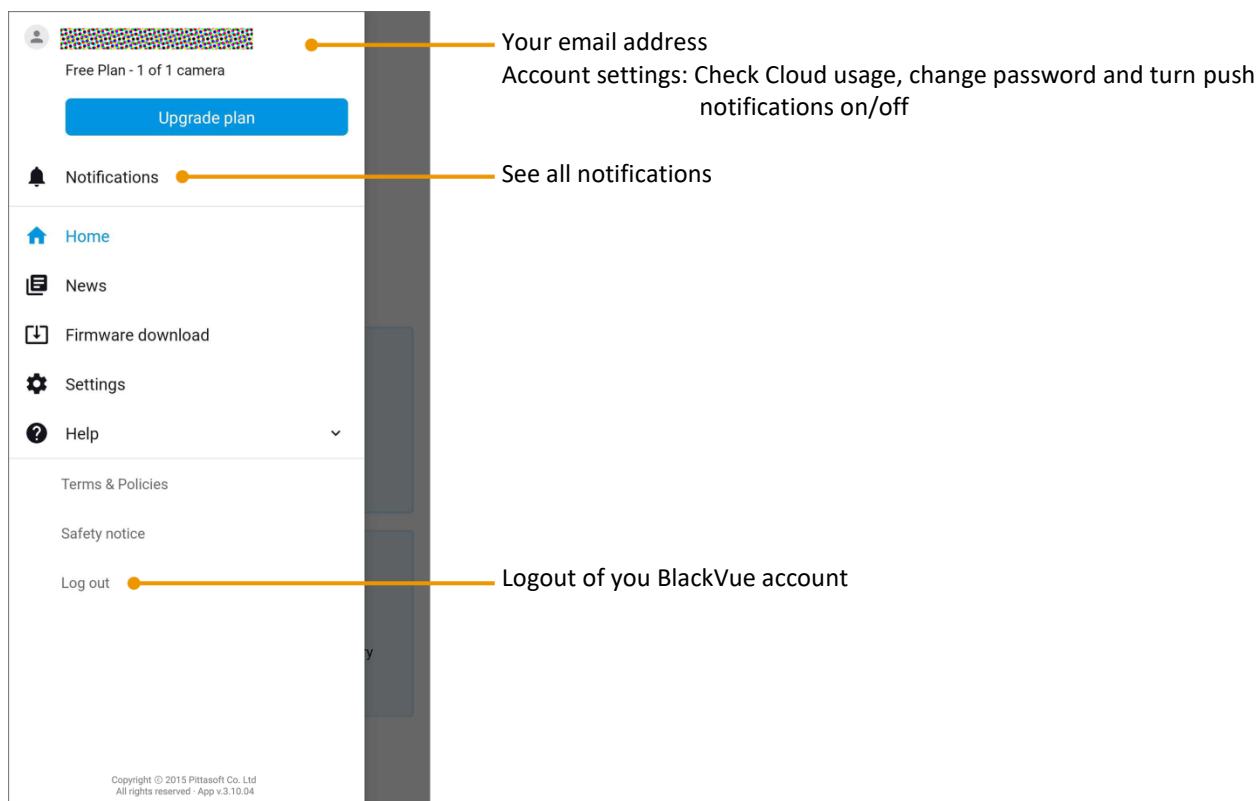 Your email address
Free Plan - 1 of 1 camera
Account settings: Check Cloud usage, change password and turn push
notifications on/off
Upgrade plan
Notifications
See all notifications
Home
News
Firmware download
Settings
Help
Terms & Policies
Safety notice
Log out
Logout of you BlackVue account
ry
Copyright © 2015 Pittasoft Co. Ltd
All rights reserved · App v.3.10.04